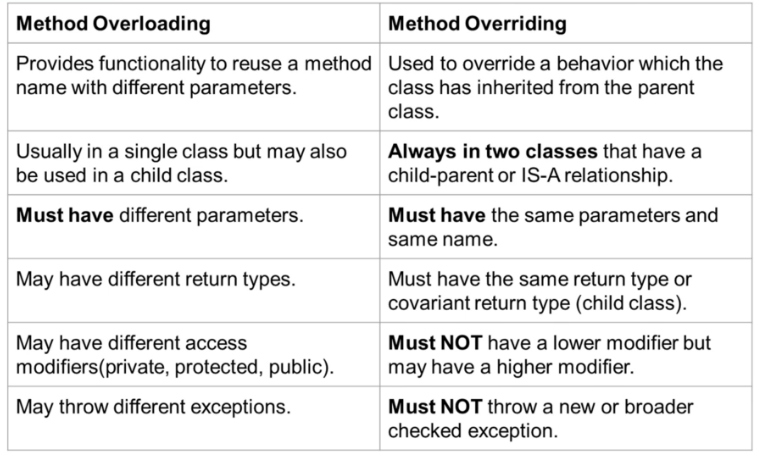 Method Overloading
Method Overriding
Provides functionality to reuse a method
name with different parameters.
Used to override a behavior which the
class has inherited from the parent
class.
Usually in a single class but may also
be used in a child class.
Always in two classes that have a
child-parent or IS-A relationship.
Must have different parameters.
Must have the same parameters and
same name.
May have different return types.
Must have the same return type or
covariant return type (child class).
May have different access
modifiers(private, protected, public).
Must NOT have a lower modifier but
may have a higher modifier.
May throw different exceptions.
Must NOT throw a new or broader
checked exception.